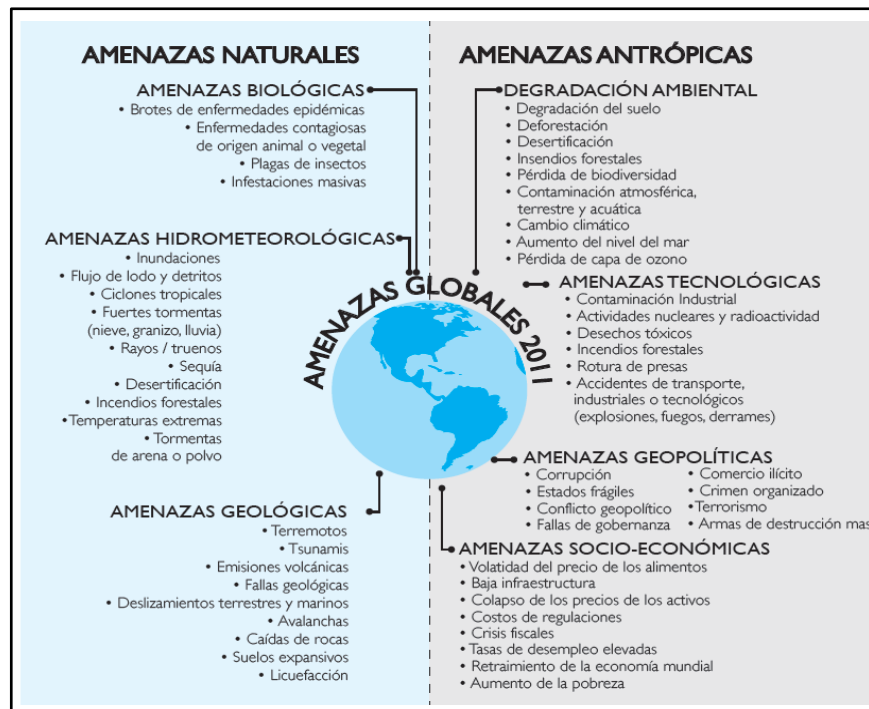 AMENAZAS NATURALES
AMENAZAS BIOLÓGICAS
• Brotes de enfermedades epidémicas
• Enfermedades contagiosas
de origen animal o vegetal
• Plagas de insectos
• Infestaciones masivas
AMENAZAS HIDROMETEOROLÓGICAS
• Inundaciones
• Flujo de lodo y detritos
• Ciclones tropicales
• Fuertes tormentas
(nieve, granizo, lluvia)
• Rayos / truenos
• Sequía
• Desertificación
• Incendios forestales
•Temperaturas extremas
• Tormentas
de arena o polvo
AMENAZAS GEOLÓGICAS
• Terremotos
• Tsunamis
• Emisiones volcánicas
• Fallas geológicas
• Deslizamientos terrestres y marinos
• Avalanchas
• Caídas de rocas
• Suelos expansivos
• Licuefacción
AMENAZAS GLOBALES 2011
AMENAZAS ANTRÓPICAS
DEGRADACIÓN AMBIENTAL
• Degradación del suelo
• Deforestación
• Desertificación
• Insendios forestales
• Pérdida de biodiversidad
• Contaminación atmosférica,
terrestre y acuática
• Cambio climático
• Aumento del nivel del mar
• Pérdida de capa de ozono
AMENAZAS TECNOLÓGICAS
• Contaminación Industrial
• Actividades nucleares y radioactividad
• Desechos tóxicos
• Incendios forestales
• Rotura de presas
• Accidentes de transporte,
industriales o tecnológicos
(explosiones, fuegos, derrames)
AMENAZAS GEOPOLÍTICAS
• Corrupción
• Estados frágiles
• Conflicto geopolítico
• Fallas de gobernanza
• Comercio ilícito
• Crimen organizado
•Terrorismo
• Armas de destrucción mas
AMENAZAS SOCIO-ECONÓMICAS
• Volatidad del precio de los alimentos
• Baja infraestructura
• Colapso de los precios de los activos
• Costos de regulaciones
• Crisis fiscales
• Tasas de desempleo elevadas
• Retraimiento de la economía mundial
• Aumento de la pobreza